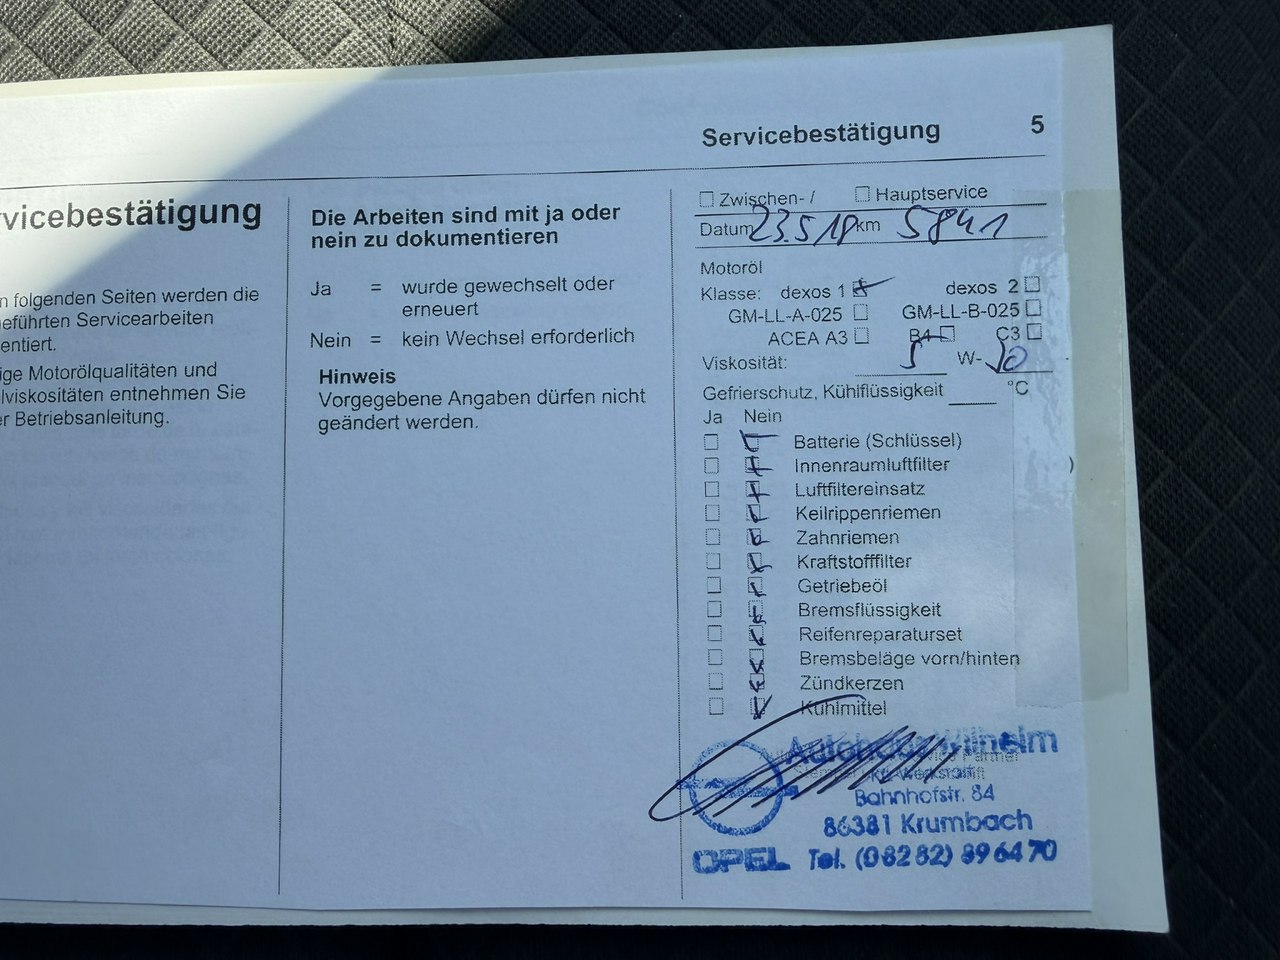 Servicebestätigung 5
vicebestätigung
n folgenden Seiten werden die
eführten Servicearbeiten
entiert.
ige Motorölqualitäten und
lviskositäten entnehmen Sie
er Betriebsanleitung.
Die Arbeiten sind mit ja oder
nein zu dokumentieren
Ja = wurde gewechselt oder
erneuert
Nein = kein Wechsel erforderlich
Hinweis
Vorgegebene Angaben dürfen nicht
geändert werden.
Zwischen- / Hauptservice
Datum 23.5.18 km 5841
Motoröl
Klasse: dexos 1 dexos 2
GM-LL-A-025 GM-LL-B-025
ACEA A3 B4 C3
Viskosität: 5 W-30
Gefrierschutz, Kühlflüssigkeit °C
Ja Nein
Batterie (Schlüssel)
Innenraumluftfilter
Luftfiltereinsatz
Keilrippenriemen
Zahnriemen
Kraftstofffilter
Getriebeöl
Bremsflüssigkeit
Reifenreparaturset
Bremsbeläge vorn/hinten
Zündkerzen
Kühlmittel
Autohaus Wilhelm
Bahnhofstr. 84
86381 Krumbach
OPEL Tel. (08282) 896470